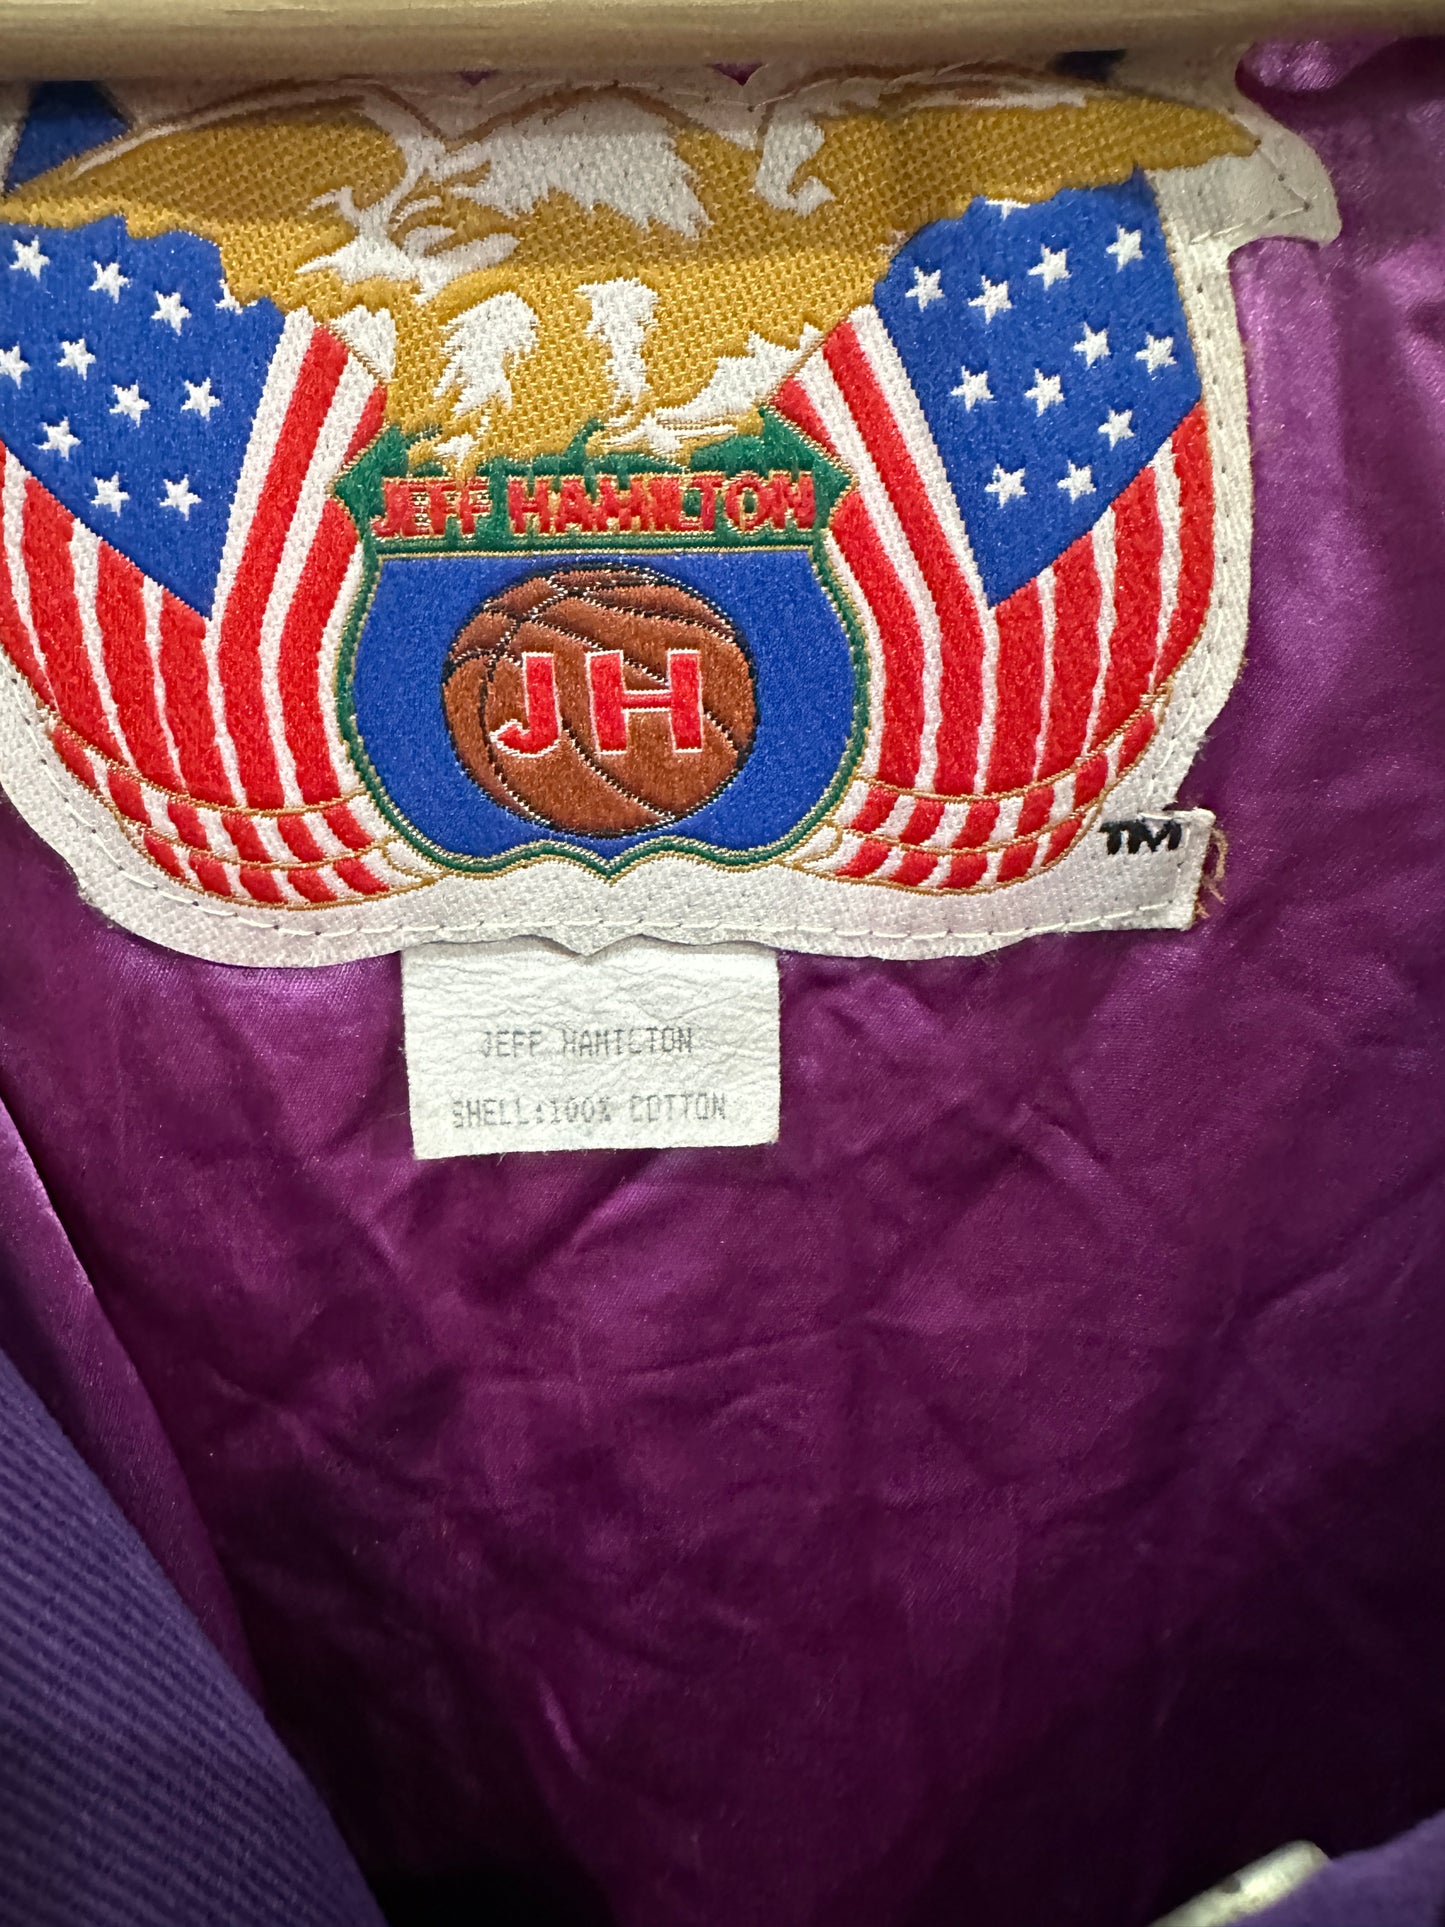 JEFF HAMILTON
JH
TM
JEFF HAMILTON
SHELL:100% COTTON